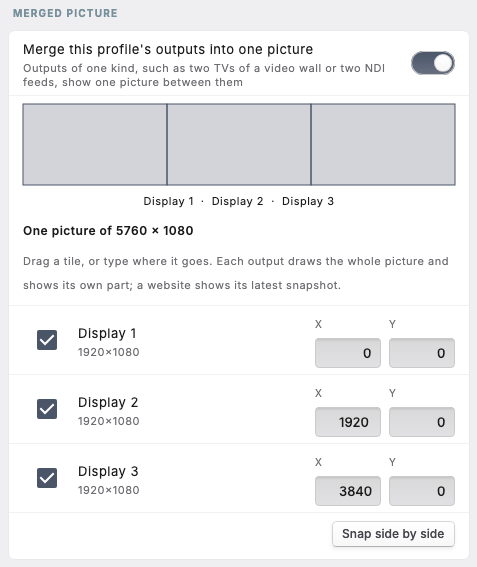 MERGED PICTURE
Merge this profile's outputs into one picture
Outputs of one kind, such as two TVs of a video wall or two NDI
feeds, show one picture between them
Display 1 · Display 2 · Display 3
One picture of 5760 × 1080
Drag a tile, or type where it goes. Each output draws the whole picture and
shows its own part; a website shows its latest snapshot.
X Y
Display 1
1920×1080
0 0
X Y
Display 2
1920×1080
1920 0
X Y
Display 3
1920×1080
3840 0
Snap side by side